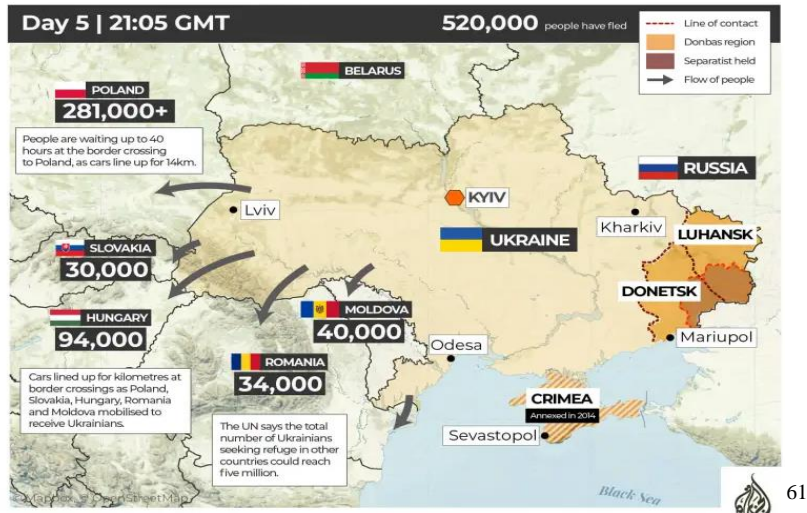 Day 5 | 21:05 GMT
520,000 people have fled
Line of contact
Donbas region
Separatist held
Flow of people
BELARUS
POLAND
281,000+
People are waiting up to 40
hours at the border crossing
to Poland, as cars line up for 14km.
RUSSIA
Lviv
KYIV
Kharkiv
UKRAINE
LUHANSK
SLOVAKIA
30,000
DONETSK
HUNGARY
94,000
MOLDOVA
40,000
Mariupol
Odesa
ROMANIA
34,000
Cars lined up for kilometres at
border crossings as Poland,
Slovakia, Hungary, Romania
and Moldova mobilised to
receive Ukrainians.
CRIMEA
Annexed in 2014
The UN says the total
number of Ukrainians
seeking refuge in other
countries could reach
five million.
Sevastopol
Black Sea
© Mapbox, © OpenStreetMap
61